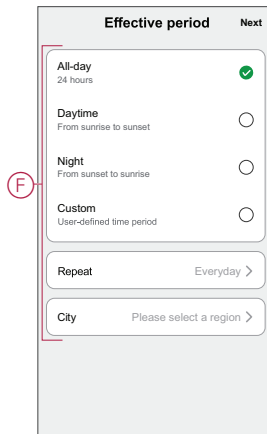 Effective period Next
All-day
24 hours
Daytime
From sunrise to sunset
Night
From sunset to sunrise
Custom
User-defined time period
F
Repeat Everyday >
City Please select a region >